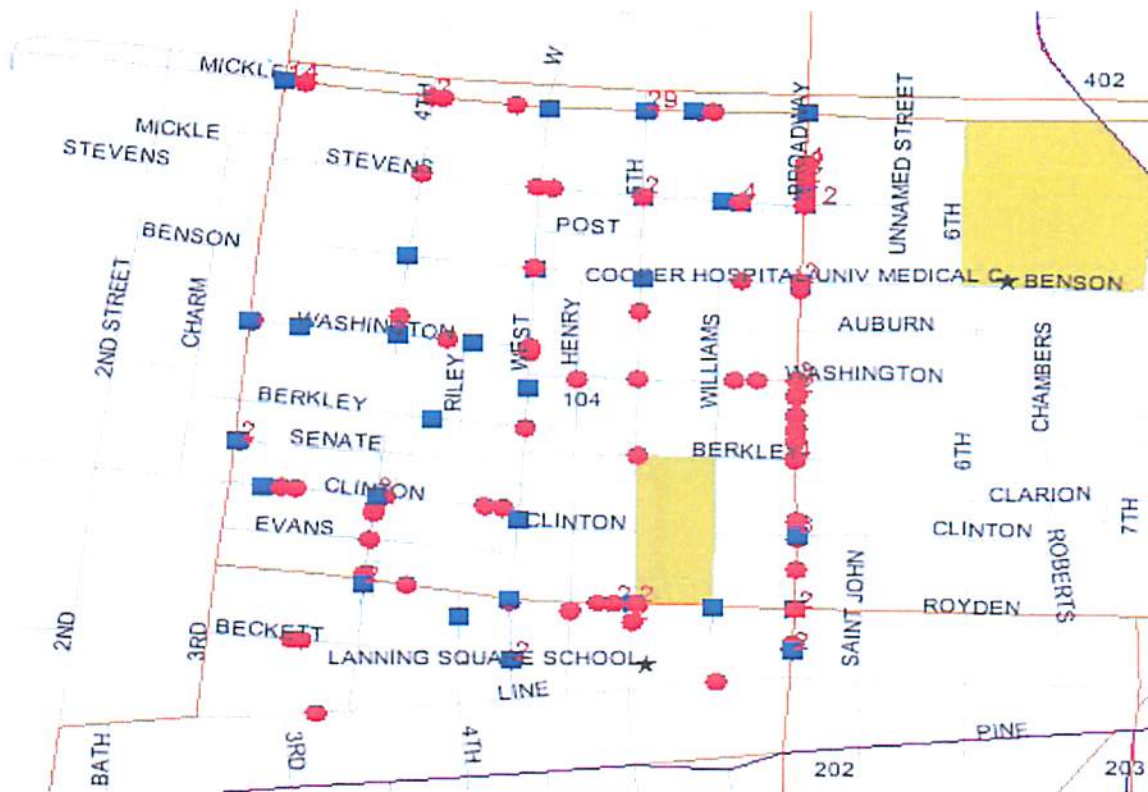 W
402
MICKLE
4TH
2
29
BROADWAY
UNNAMED STREET
MICKLE
STEVENS
STEVENS
5TH
2
4
2
6TH
POST
BENSON
COOPER HOSPITAL/UNIV MEDICAL C
BENSON
2ND STREET
CHARM
WASHINGTON
WEST
HENRY
WILLIAMS
AUBURN
CHAMBERS
RILEY
WASHINGTON
BERKLEY
104
SENATE
BERKLEY
6TH
CLINTON
CLARION
EVANS
CLINTON
CLINTON
7TH
ROBERTS
2 2
ROYDEN
SAINT JOHN
2ND
3RD
BECKETT
LANNING SQUARE SCHOOL
LINE
PINE
BATH
3RD
4TH
202
203